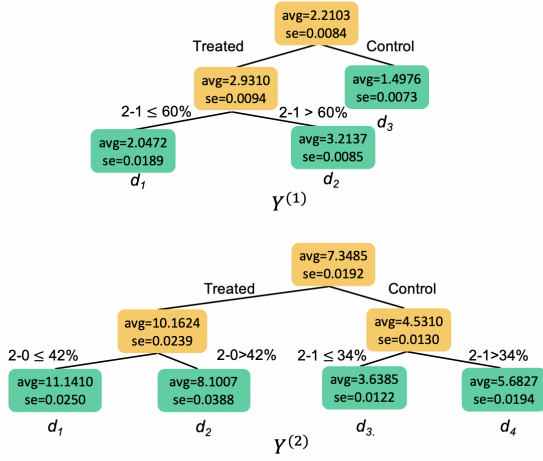 avg=2.2103
se=0.0084
Treated
Control
avg=2.9310
se=0.0094
avg=1.4976
se=0.0073
d3
2-1 ≤ 60%
2-1 > 60%
avg=2.0472
se=0.0189
d1
avg=3.2137
se=0.0085
d2
Y(1)
avg=7.3485
se=0.0192
Treated
Control
avg=10.1624
se=0.0239
avg=4.5310
se=0.0130
2-0 ≤ 42%
2-0>42%
2-1 ≤34%
2-1>34%
avg=11.1410
se=0.0250
d1
avg=8.1007
se=0.0388
d2
avg=3.6385
se=0.0122
d3.
avg=5.6827
se=0.0194
d4
Y(2)